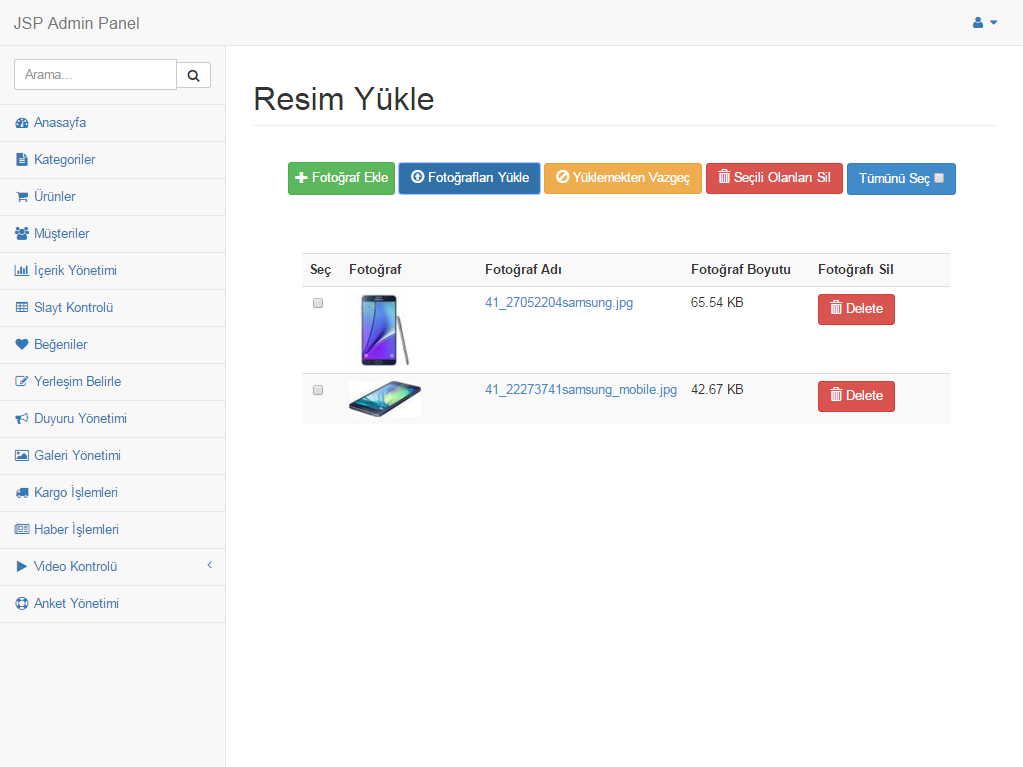 JSP Admin Panel
Arama...
Anasayfa
Kategoriler
Ürünler
Müşteriler
İçerik Yönetimi
Slayt Kontrolü
Beğeniler
Yerleşim Belirle
Duyuru Yönetimi
Galeri Yönetimi
Kargo İşlemleri
Haber İşlemleri
Video Kontrolü
Anket Yönetimi
Resim Yükle
Fotoğraf Ekle Fotoğrafları Yükle Yüklemekten Vazgeç Seçili Olanları Sil Tümünü Seç
Seç Fotoğraf Fotoğraf Adı Fotoğraf Boyutu Fotoğrafı Sil
41_27052204samsung.jpg 65.54 KB Delete
41_22273741samsung_mobile.jpg 42.67 KB Delete